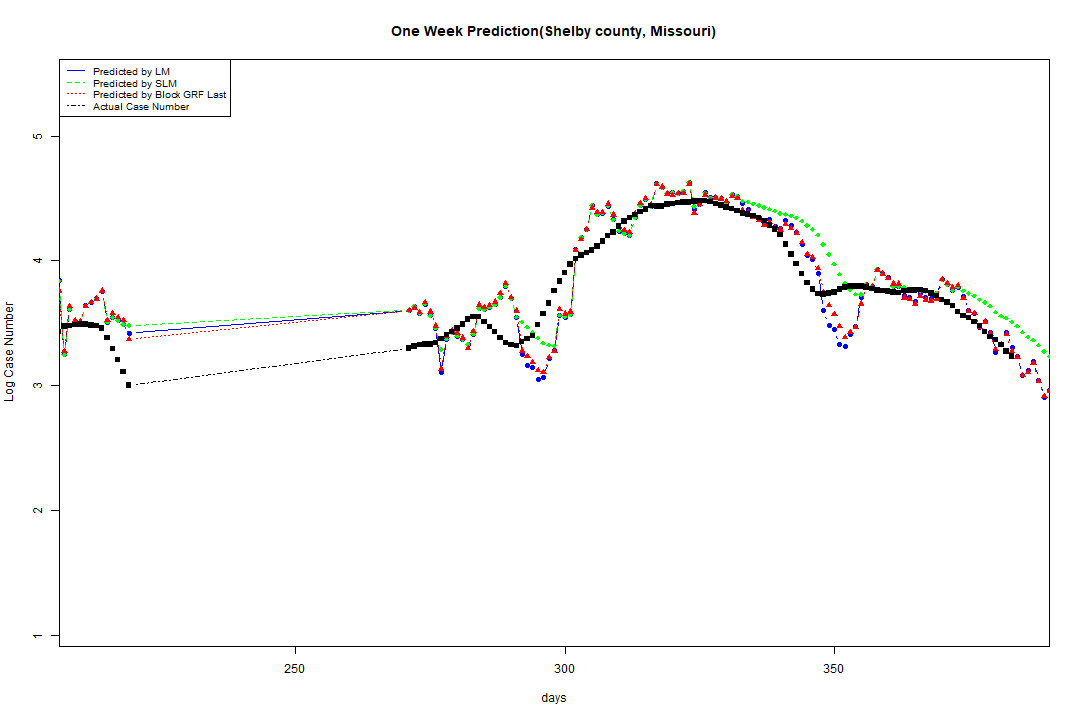 One Week Prediction(Shelby county, Missouri)
Predicted by LM
Predicted by SLM
Predicted by Block GRF Last
Actual Case Number
5
4
3
2
1
Log Case Number
250
300
350
days